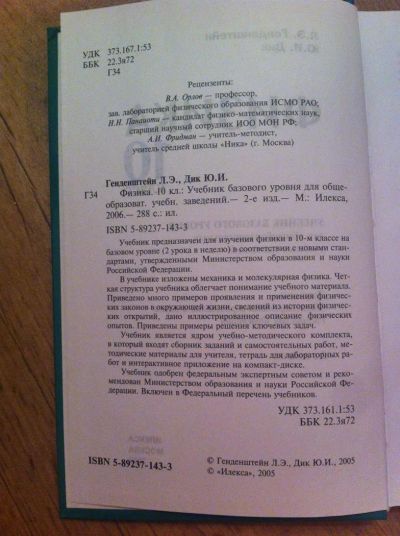 УДК 373.167.1:53
ББК 22.3я72
Г34
Рецензенты:
В.А. Орлов — профессор,
зав. лабораторией физического образования ИСМО РАО;
Н.Н. Панаиоти — кандидат физико-математических наук,
старший научный сотрудник ИОО МОН РФ;
А.И. Фридман — учитель-методист,
учитель средней школы «Ника» (г. Москва)
Генденштейн Л.Э., Дик Ю.И.
Г34 Физика. 10 кл.: Учебник базового уровня для обще-
образоват. учебн. заведений.— 2-е изд.— М.: Илекса,
2006.— 288 с.: ил.
ISBN 5-89237-143-3
Учебник предназначен для изучения физики в 10-м классе на
базовом уровне (2 урока в неделю) в соответствии с новыми стан-
дартами, утвержденными Министерством образования и науки
Российской Федерации.
В учебнике изложены механика и молекулярная физика. Чет-
кая структура учебника облегчает понимание учебного материала.
Приведено много примеров проявления и применения физичес-
ких законов в окружающей жизни, сведений из истории физичес-
ких открытий, дано иллюстрированное описание физических
опытов. Приведены примеры решения ключевых задач.
Учебник является ядром учебно-методического комплекта,
в который входят сборник заданий и самостоятельных работ, ме-
тодические материалы для учителя, тетрадь для лабораторных ра-
бот и интерактивное приложение на компакт-диске.
Учебник одобрен федеральным экспертным советом и реко-
мендован Министерством образования и науки Российской Фе-
дерации. Включен в Федеральный перечень учебников.
УДК 373.161.1:53
ББК 22.3я72
ISBN 5-89237-143-3
© Генденштейн Л.Э., Дик Ю.И., 2005
© «Илекса», 2005